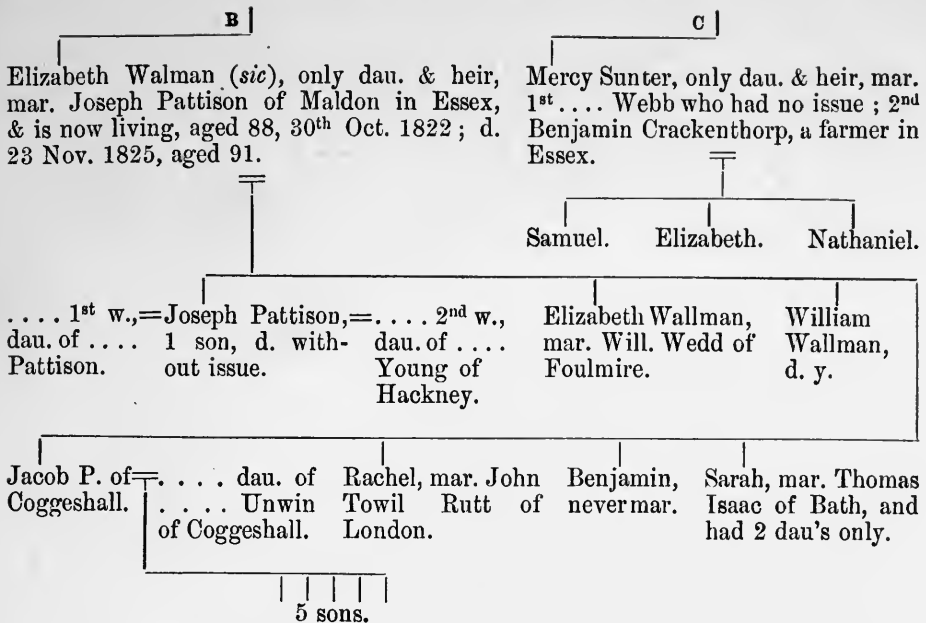 B
C
Elizabeth Walman (sic), only dau. & heir,
mar. Joseph Pattison of Maldon in Essex,
& is now living, aged 88, 30th Oct. 1822; d.
23 Nov. 1825, aged 91.
Mercy Sunter, only dau. & heir, mar.
1st .... Webb who had no issue; 2nd
Benjamin Crackenthorp, a farmer in
Essex.
Samuel. Elizabeth. Nathaniel.
.... 1st w.,=
dau. of ....
Pattison.
Joseph Pattison,=
1 son, d. with-
out issue.
.... 2nd w.,
dau. of ....
Young of
Hackney.
Elizabeth Wallman,
mar. Will. Wedd of
Foulmire.
William
Wallman,
d. y.
Jacob P. of=
Coggeshall.
.... dau. of
.... Unwin
of Coggeshall.
Rachel, mar. John
Towil Rutt of
London.
Benjamin,
never mar.
Sarah, mar. Thomas
Isaac of Bath, and
had 2 dau's only.
5 sons.